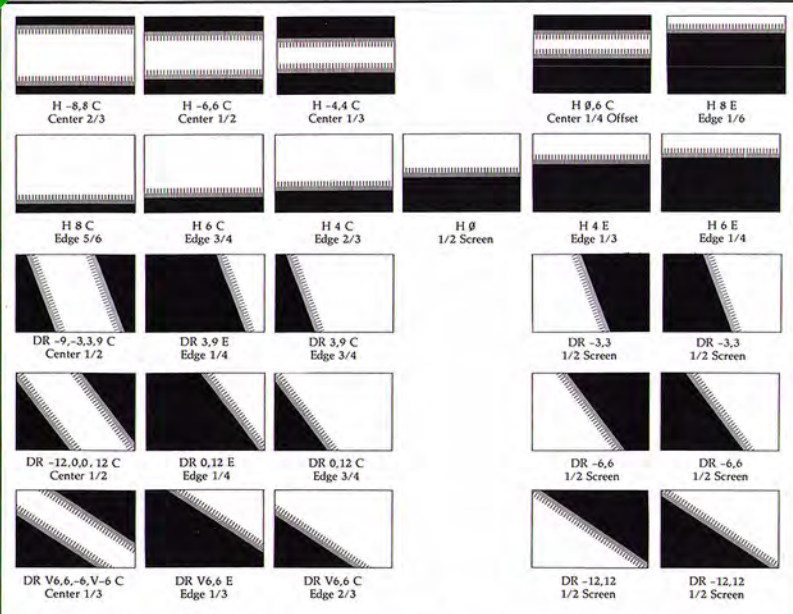 H -8,8 C
Center 2/3
H -6,6 C
Center 1/2
H -4,4 C
Center 1/3
H Ø,6 C
Center 1/4 Offset
H 8 E
Edge 1/6
H 8 C
Edge 5/6
H 6 C
Edge 3/4
H 4 C
Edge 2/3
H Ø
1/2 Screen
H 4 E
Edge 1/3
H 6 E
Edge 1/4
DR -9,-3,3,9 C
Center 1/2
DR 3,9 E
Edge 1/4
DR 3,9 C
Edge 3/4
DR -3,3
1/2 Screen
DR -3,3
1/2 Screen
DR -12,0,0, 12 C
Center 1/2
DR 0,12 E
Edge 1/4
DR 0,12 C
Edge 3/4
DR -6,6
1/2 Screen
DR -6,6
1/2 Screen
DR V6,6,-6,V-6 C
Center 1/3
DR V6,6 E
Edge 1/3
DR V6,6 C
Edge 2/3
DR -12,12
1/2 Screen
DR -12,12
1/2 Screen